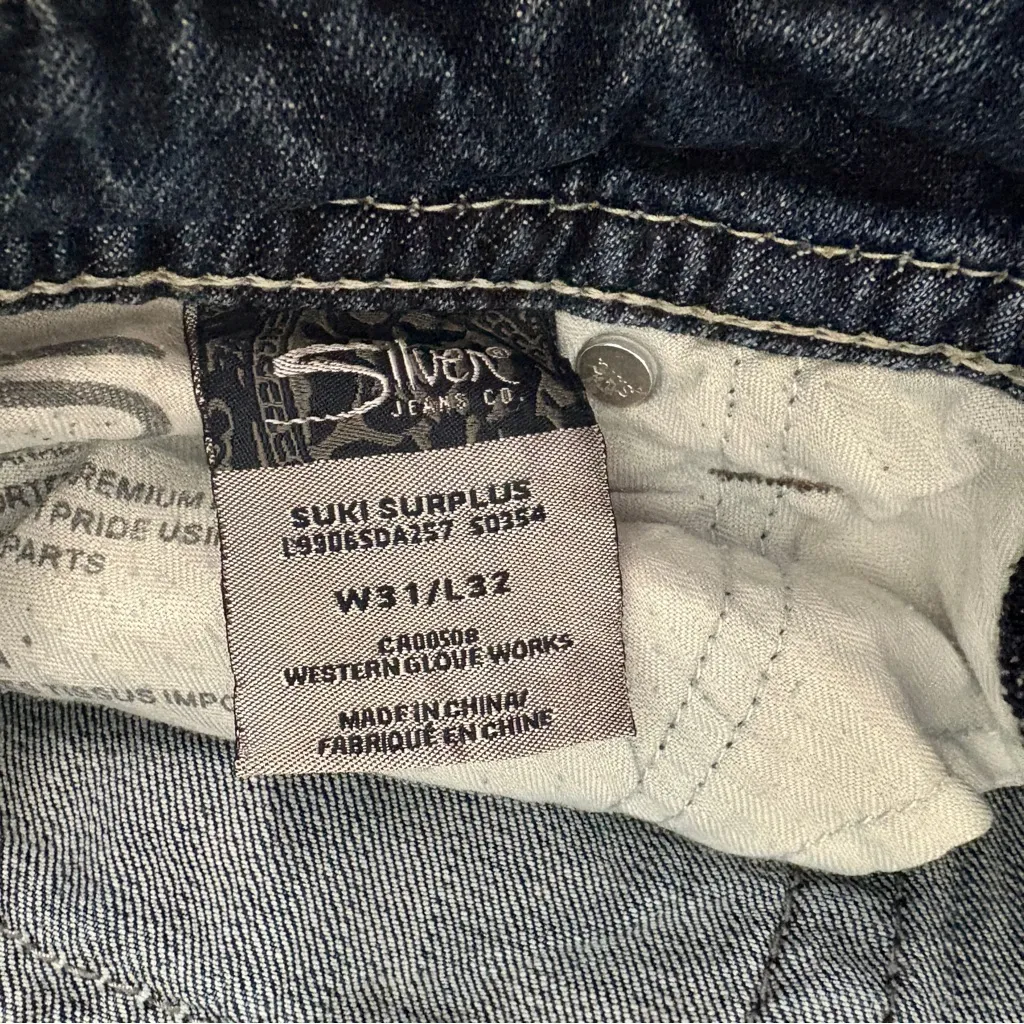 Silver®
JEANS CO.
SUKI SURPLUS
L9906SDA257 S0354
W31/L32
CA00508
WESTERN GLOVE WORKS
MADE IN CHINA/
FABRIQUÉ EN CHINE
PREMIUM
PRIDE USI
PARTS
TISSUS IMPO